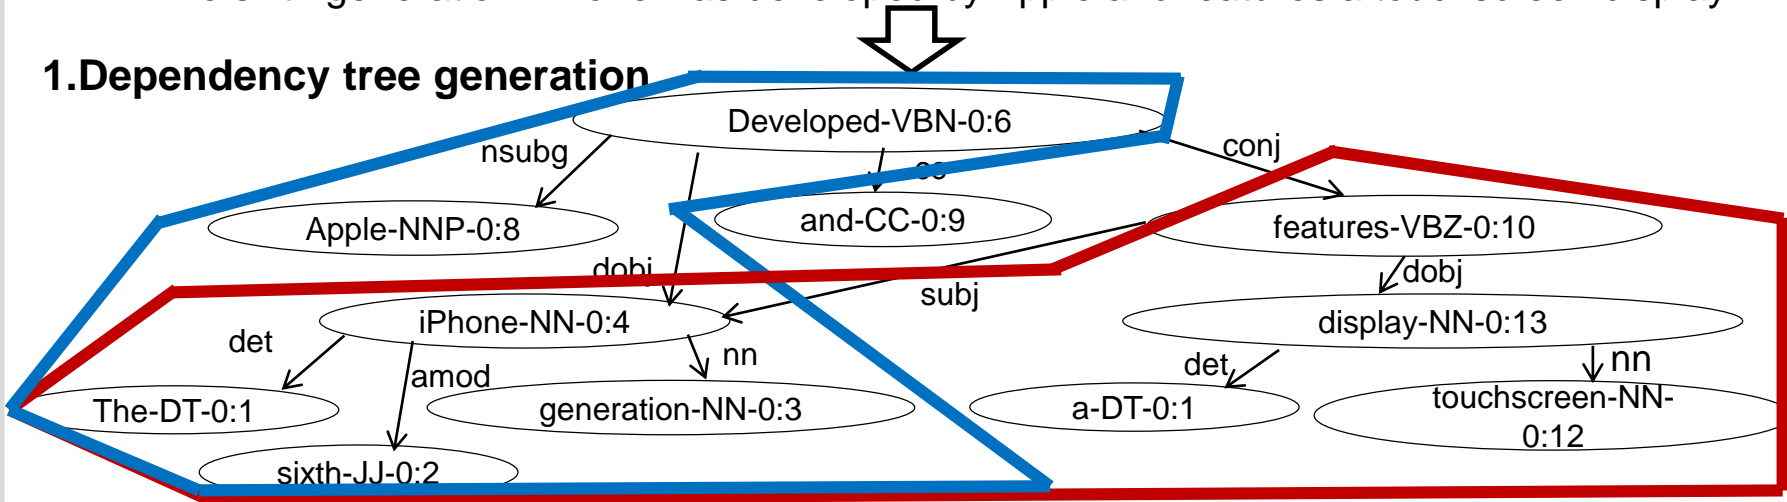 1.Dependency tree generation
Developed-VBN-0:6
nsubg
conj
Apple-NNP-0:8
and-CC-0:9
features-VBZ-0:10
dobj
dobj
subj
iPhone-NN-0:4
display-NN-0:13
det
nn
det
nn
amod
The-DT-0:1
generation-NN-0:3
a-DT-0:1
touchscreen-NN-
0:12
sixth-JJ-0:2